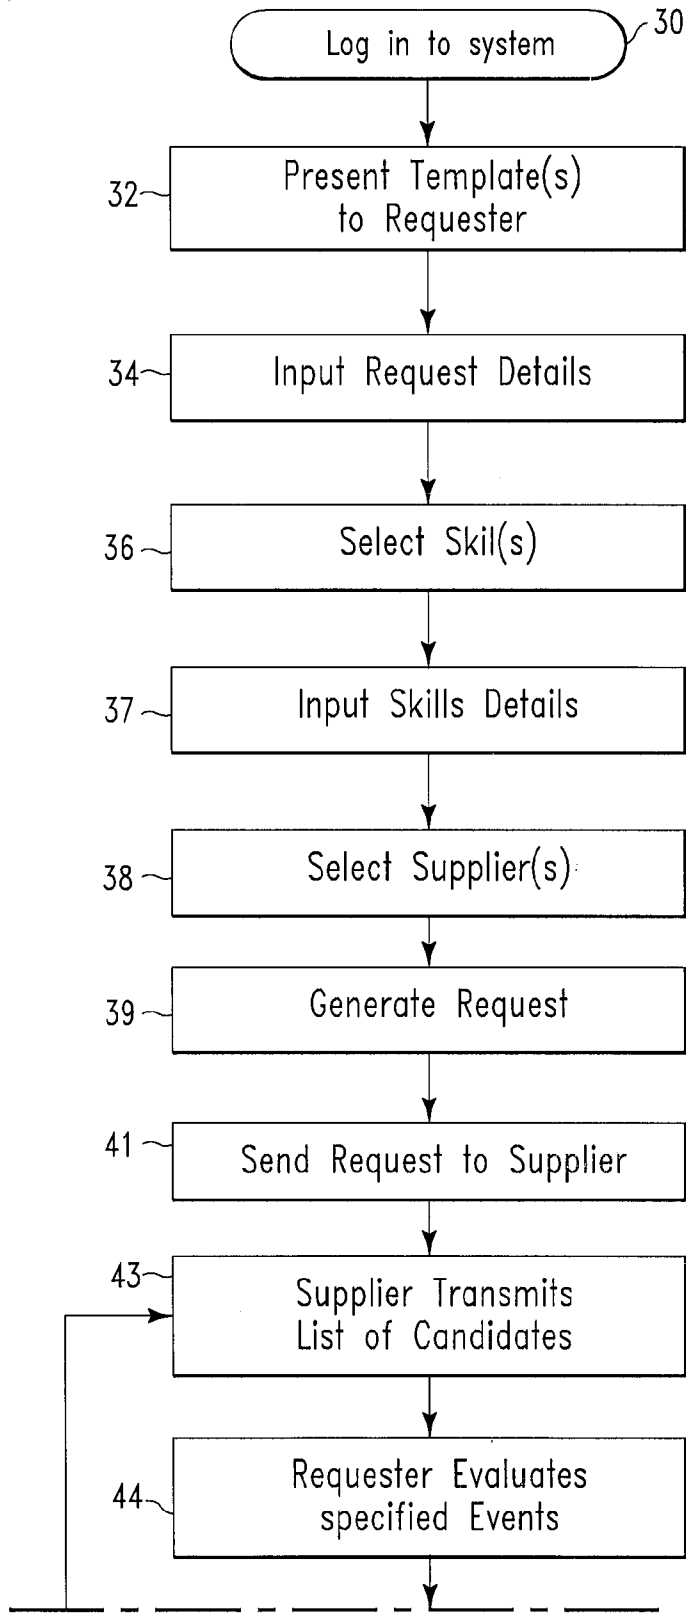 Log in to system
30
32
Present Template(s)
to Requester
34
Input Request Details
36
Select Skil(s)
37
Input Skills Details
38
Select Supplier(s)
39
Generate Request
41
Send Request to Supplier
43
Supplier Transmits
List of Candidates
44
Requester Evaluates
specified Events